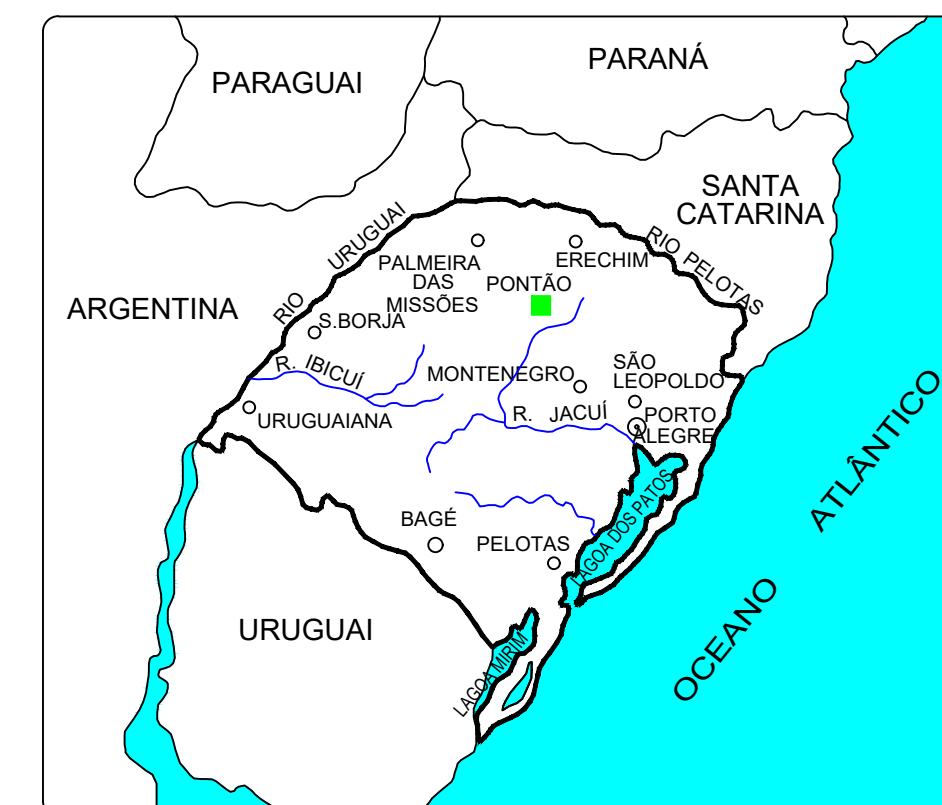 PARAGUAI
PARANÁ
SANTA
CATARINA
RIO URUGUAI
RIO PELOTAS
PALMEIRA
DAS
MISSÕES
ERECHIM
PONTÃO
ARGENTINA
S.BORJA
R. IBICUÍ
MONTENEGRO
SÃO
LEOPOLDO
URUGUAIANA
R. JACUÍ
PORTO
ALEGRE
OCEANO ATLÂNTICO
LAGOA DOS PATOS
BAGÉ
PELOTAS
URUGUAI
LAGOA MIRIM